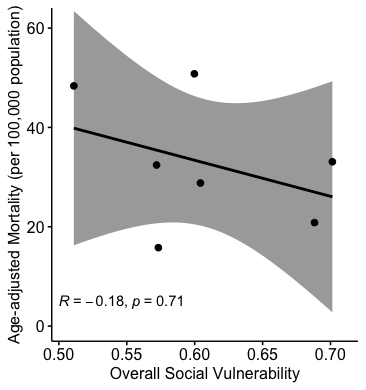 Age-adjusted Mortality (per 100,000 population)
60
40
20
0
R = −0.18, p = 0.71
0.50 0.55 0.60 0.65 0.70
Overall Social Vulnerability